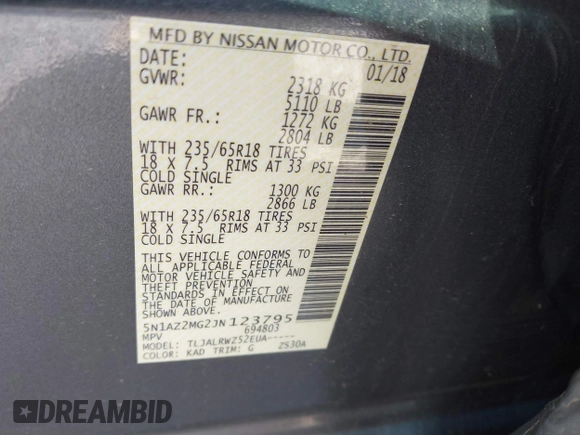 MFD BY NISSAN MOTOR CO., LTD.
DATE: 01/18
GVWR: 2318 KG
5110 LB
GAWR FR.: 1272 KG
2804 LB
WITH 235/65R18 TIRES
18 X 7.5 RIMS AT 33 PSI
COLD SINGLE
GAWR RR.: 1300 KG
2866 LB
WITH 235/65R18 TIRES
18 X 7.5 RIMS AT 33 PSI
COLD SINGLE
THIS VEHICLE CONFORMS TO
ALL APPLICABLE FEDERAL
MOTOR VEHICLE SAFETY AND
THEFT PREVENTION
STANDARDS IN EFFECT ON
THE DATE OF MANUFACTURE
5N1AZ2MG2JN123795
MPV 694803
MODEL: TLJALRWZ52EUA-----
COLOR: KAD TRIM: G ZS30A
DREAMBID